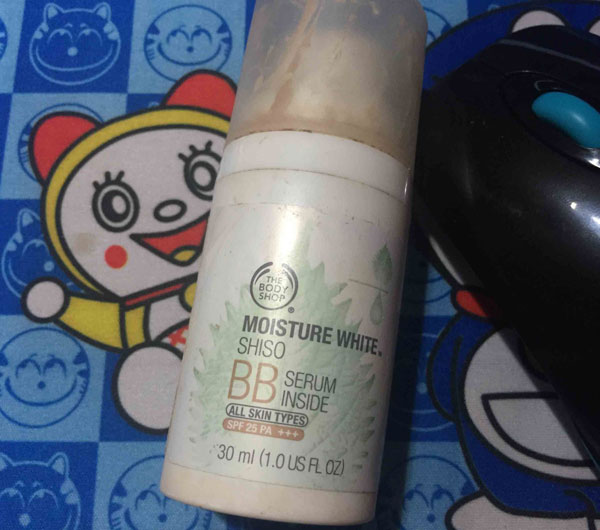 THE
BODY
SHOP
®
MOISTURE WHITE™
SHISO
BB SERUM
INSIDE
ALL SKIN TYPES
SPF 25 PA +++
30 ml (1.0 US FL OZ)